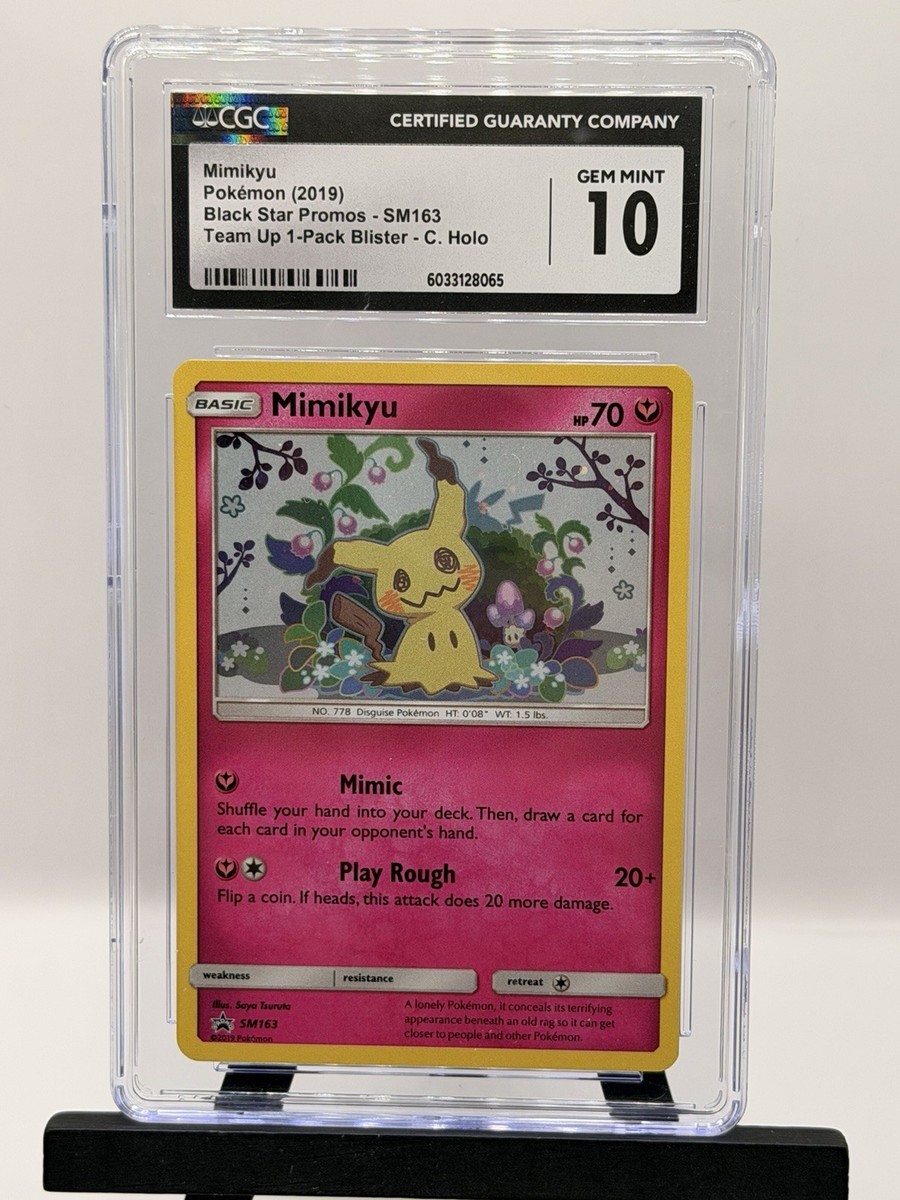 CGC
CERTIFIED GUARANTY COMPANY
Mimikyu
Pokémon (2019)
Black Star Promos - SM163
Team Up 1-Pack Blister - C. Holo
GEM MINT
10
6033128065
BASIC Mimikyu HP70
NO. 778 Disguise Pokémon HT: 0'08" WT: 1.5 lbs.
Mimic
Shuffle your hand into your deck. Then, draw a card for
each card in your opponent's hand.
Play Rough 20+
Flip a coin. If heads, this attack does 20 more damage.
weakness resistance retreat
Illus. Saya Tsuruta
SM163
©2019 Pokémon
A lonely Pokémon, it conceals its terrifying
appearance beneath an old rag so it can get
closer to people and other Pokémon.